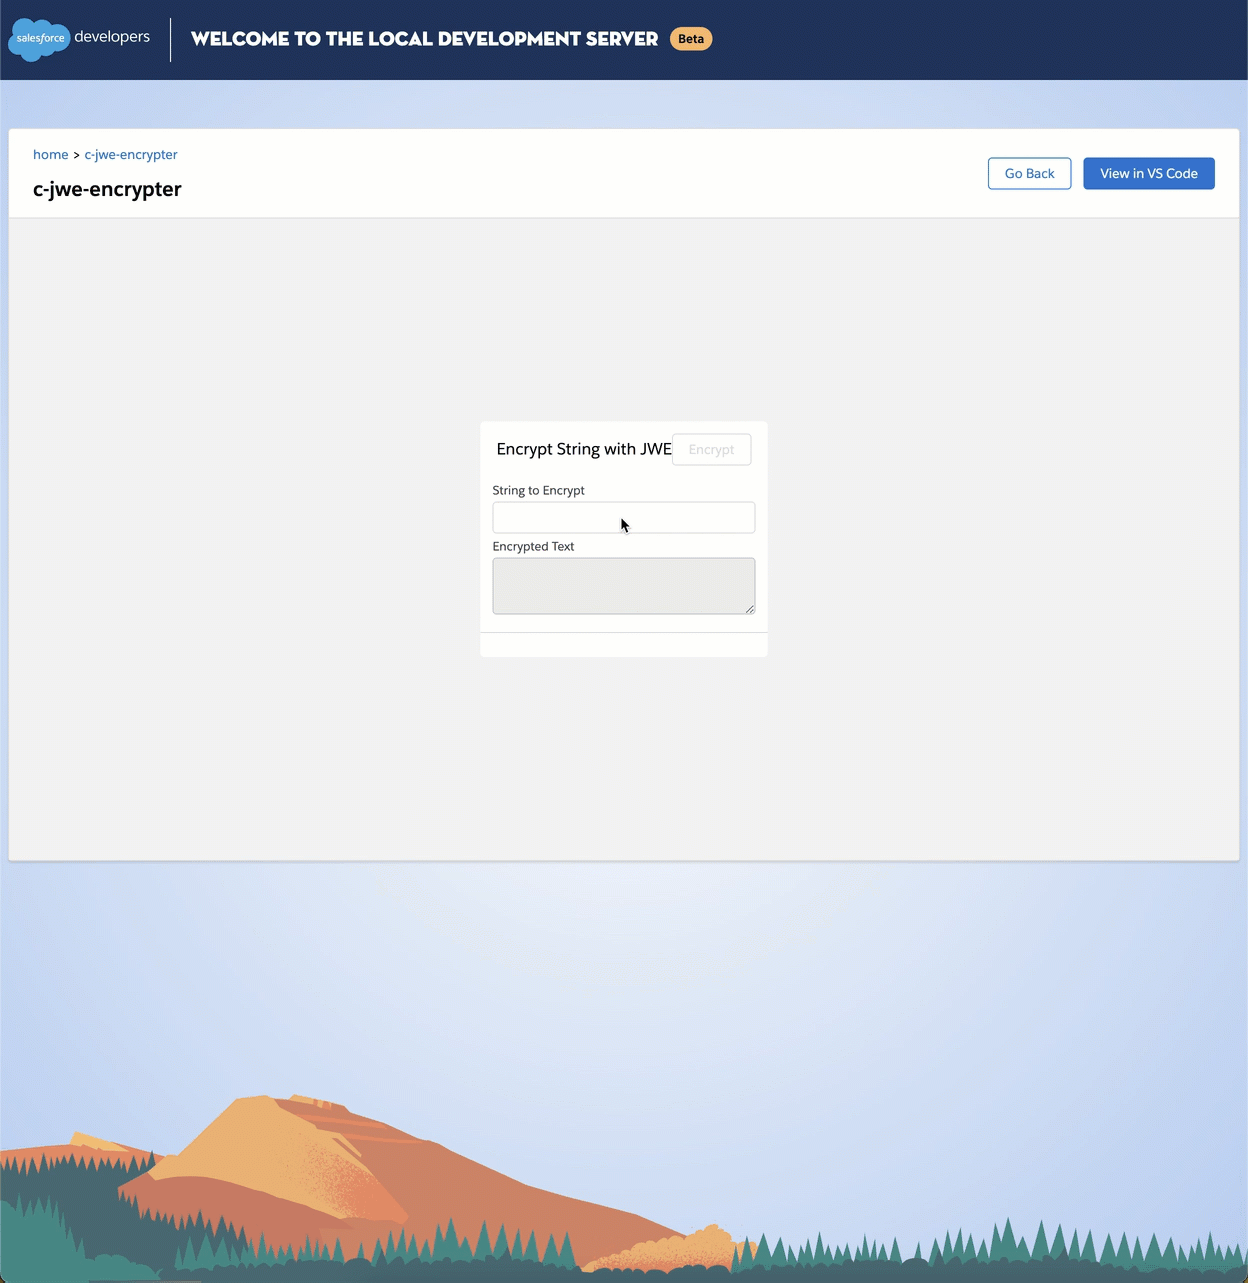 salesforce developers
WELCOME TO THE LOCAL DEVELOPMENT SERVER Beta
home > c-jwe-encrypter
c-jwe-encrypter
Go Back
View in VS Code
Encrypt String with JWE Encrypt
String to Encrypt
Encrypted Text